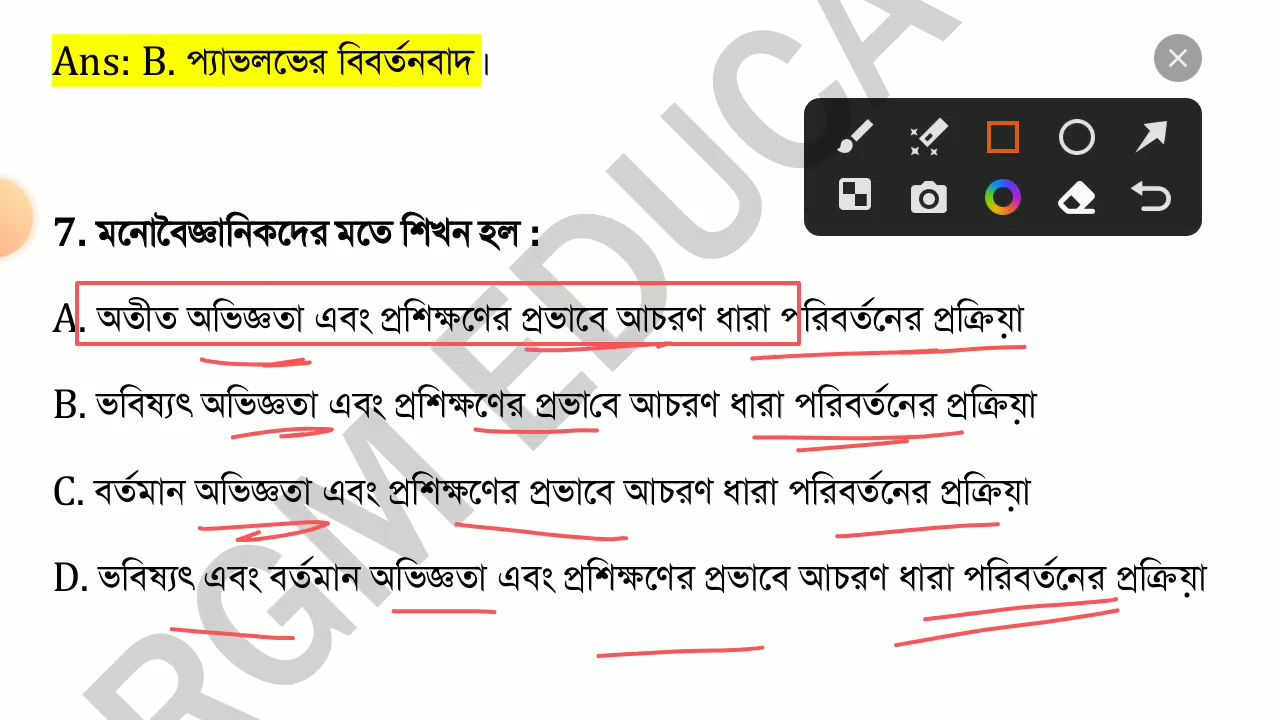 Ans: B. প্যাভলভের বিবর্তনবাদ।
7. মনোবৈজ্ঞানিকদের মতে শিখন হল :
A. অতীত অভিজ্ঞতা এবং প্রশিক্ষণের প্রভাবে আচরণ ধারা পরিবর্তনের প্রক্রিয়া
B. ভবিষ্যৎ অভিজ্ঞতা এবং প্রশিক্ষণের প্রভাবে আচরণ ধারা পরিবর্তনের প্রক্রিয়া
C. বর্তমান অভিজ্ঞতা এবং প্রশিক্ষণের প্রভাবে আচরণ ধারা পরিবর্তনের প্রক্রিয়া
D. ভবিষ্যৎ এবং বর্তমান অভিজ্ঞতা এবং প্রশিক্ষণের প্রভাবে আচরণ ধারা পরিবর্তনের প্রক্রিয়া
RGM EDUCA